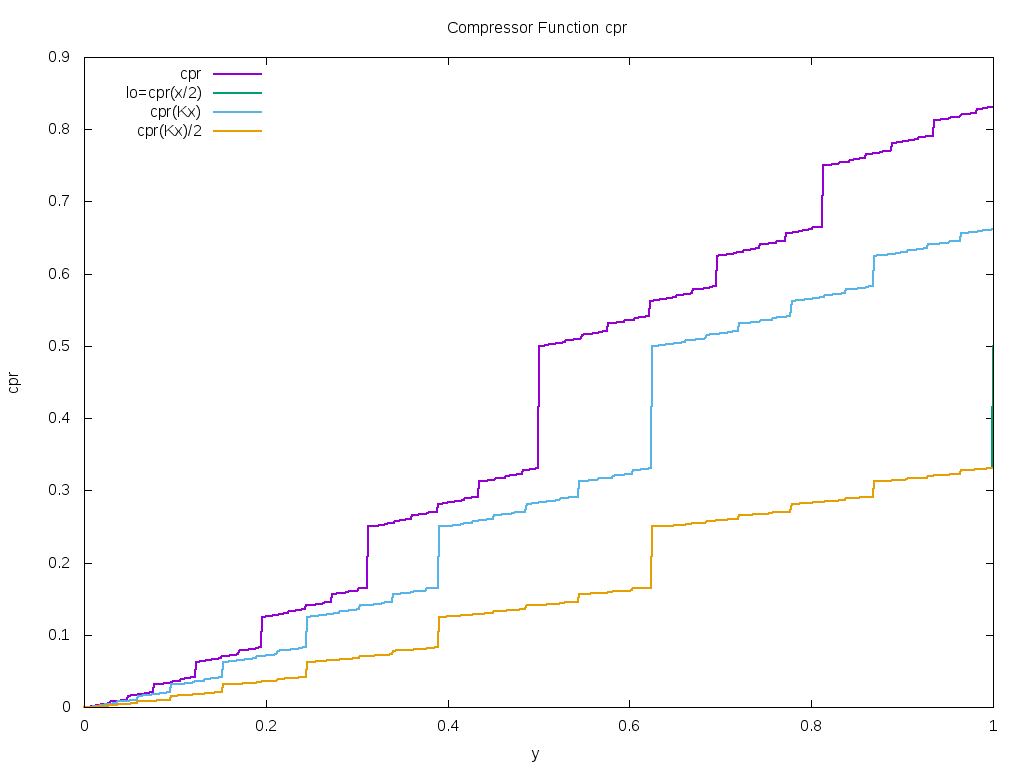 Compressor Function cpr
cpr
lo=cpr(x/2)
cpr(Kx)
cpr(Kx)/2
0.9
0.8
0.7
0.6
0.5
0.4
0.3
0.2
0.1
0
cpr
0 0.2 0.4 0.6 0.8 1
y